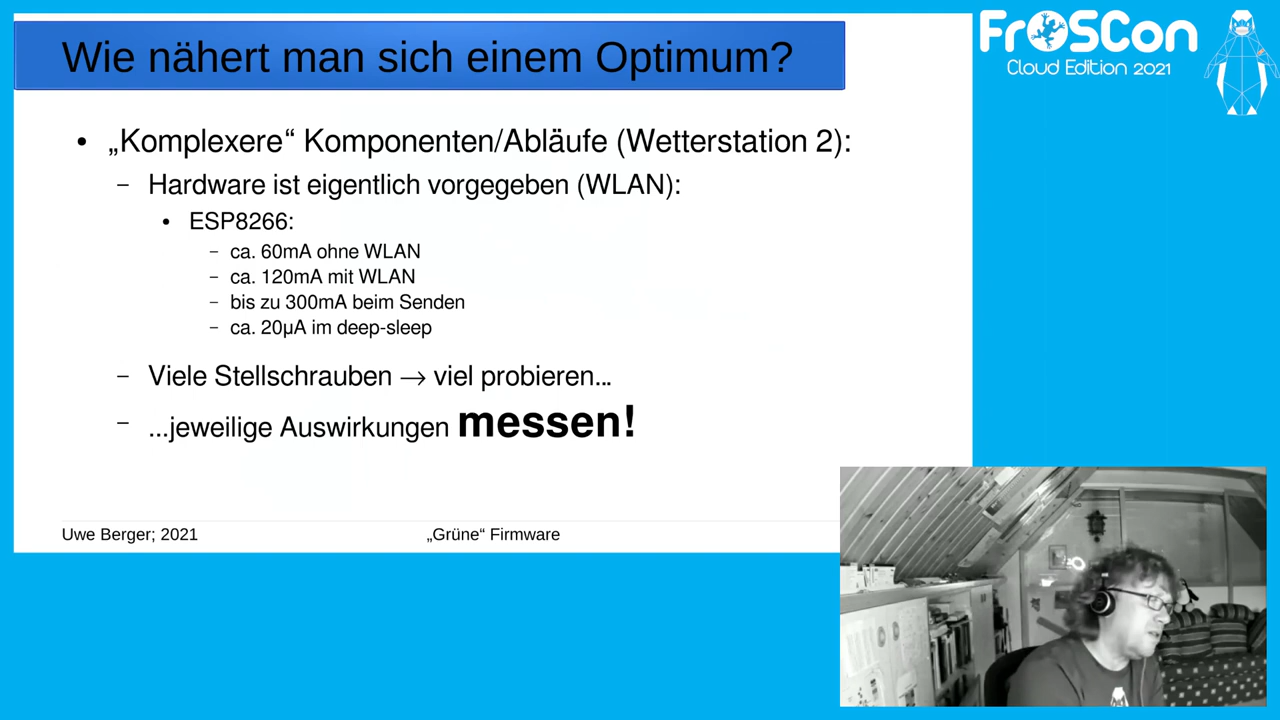 Wie nähert man sich einem Optimum?
FrOSCon
Cloud Edition 2021
• „Komplexere“ Komponenten/Abläufe (Wetterstation 2):
– Hardware ist eigentlich vorgegeben (WLAN):
• ESP8266:
– ca. 60mA ohne WLAN
– ca. 120mA mit WLAN
– bis zu 300mA beim Senden
– ca. 20µA im deep-sleep
– Viele Stellschrauben → viel probieren...
– ...jeweilige Auswirkungen messen!
Uwe Berger; 2021
„Grüne“ Firmware